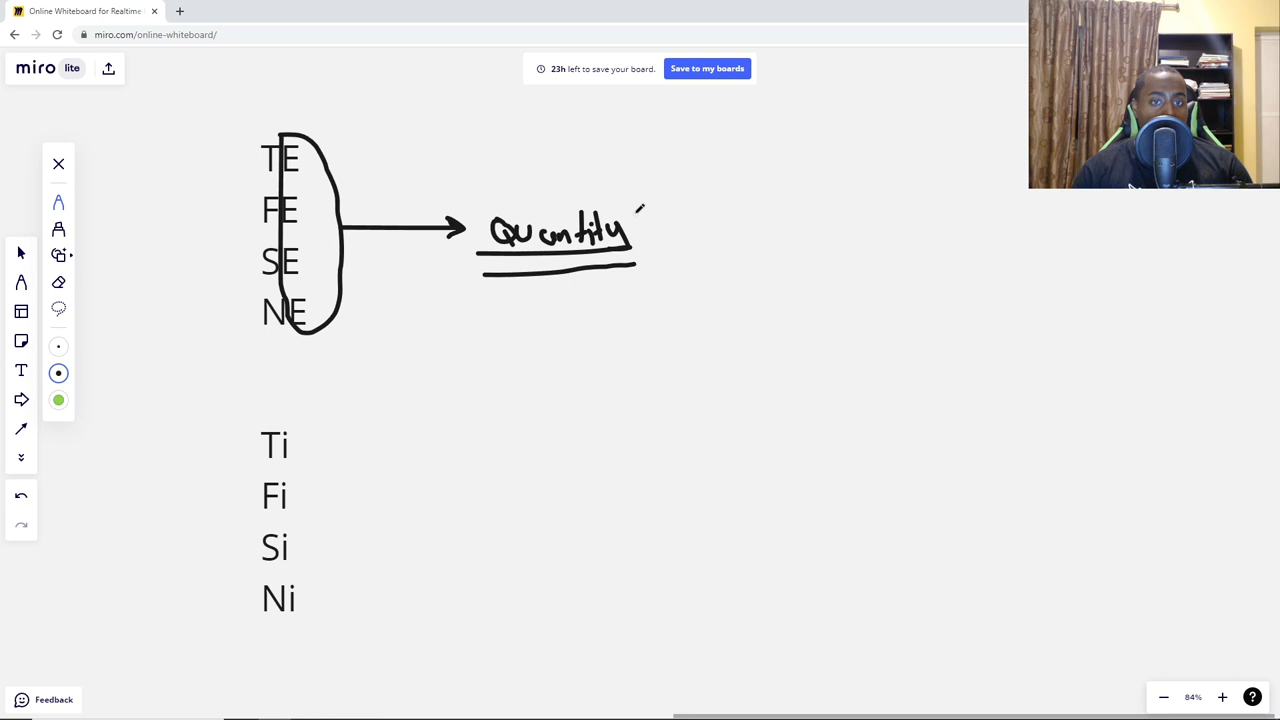 Online Whiteboard for Realtime
miro.com/online-whiteboard/
miro lite
23h left to save your board.
Save to my boards
TE
FE
SE
NE
Quantity
Ti
Fi
Si
Ni
Feedback
84%